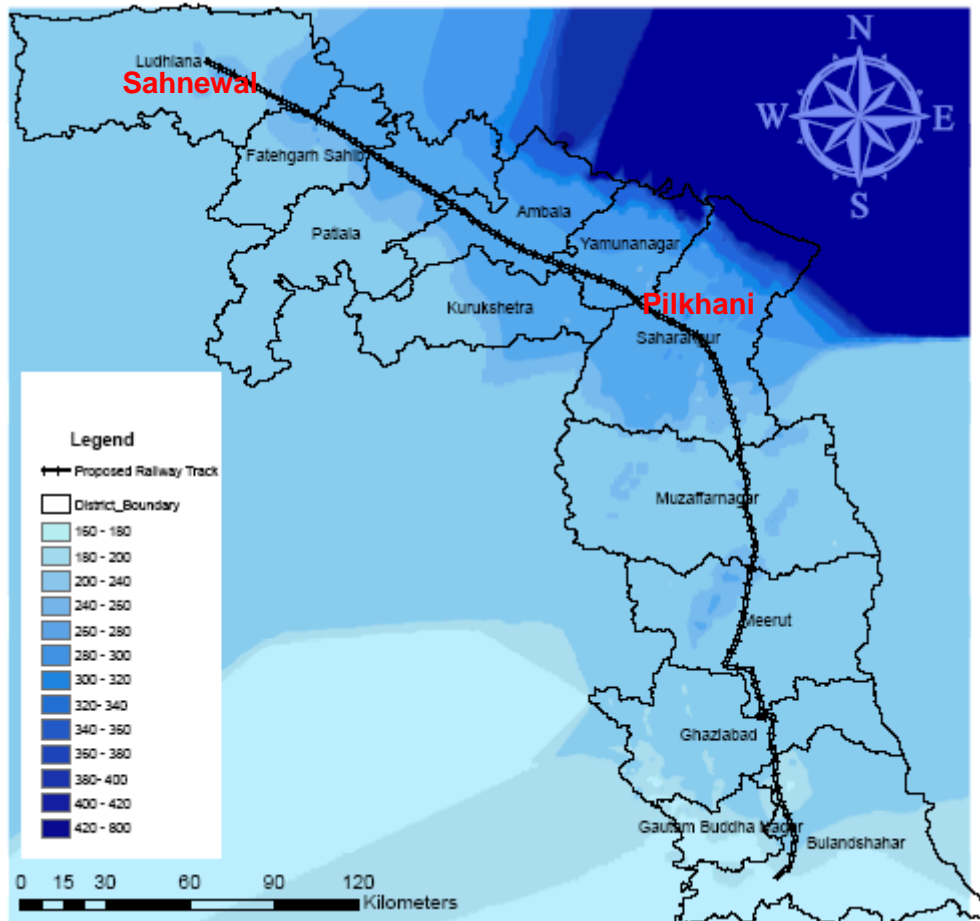 N
W E
S
Ludhiana
Sahnewal
Fatehgarh Sahib
Ambala
Patiala
Yamunanagar
Kurukshetra
Pilkhani
Saharanpur
Muzaffarnagar
Meerut
Ghaziabad
Gautam Buddha Nagar
Bulandshahar
Legend
Proposed Railway Track
District_Boundary
160 - 180
180 - 200
200 - 240
240 - 260
260 - 280
280 - 300
300 - 320
320- 340
340 - 360
360 - 380
380 - 400
400 - 420
420 - 800
0 15 30 60 90 120
Kilometers